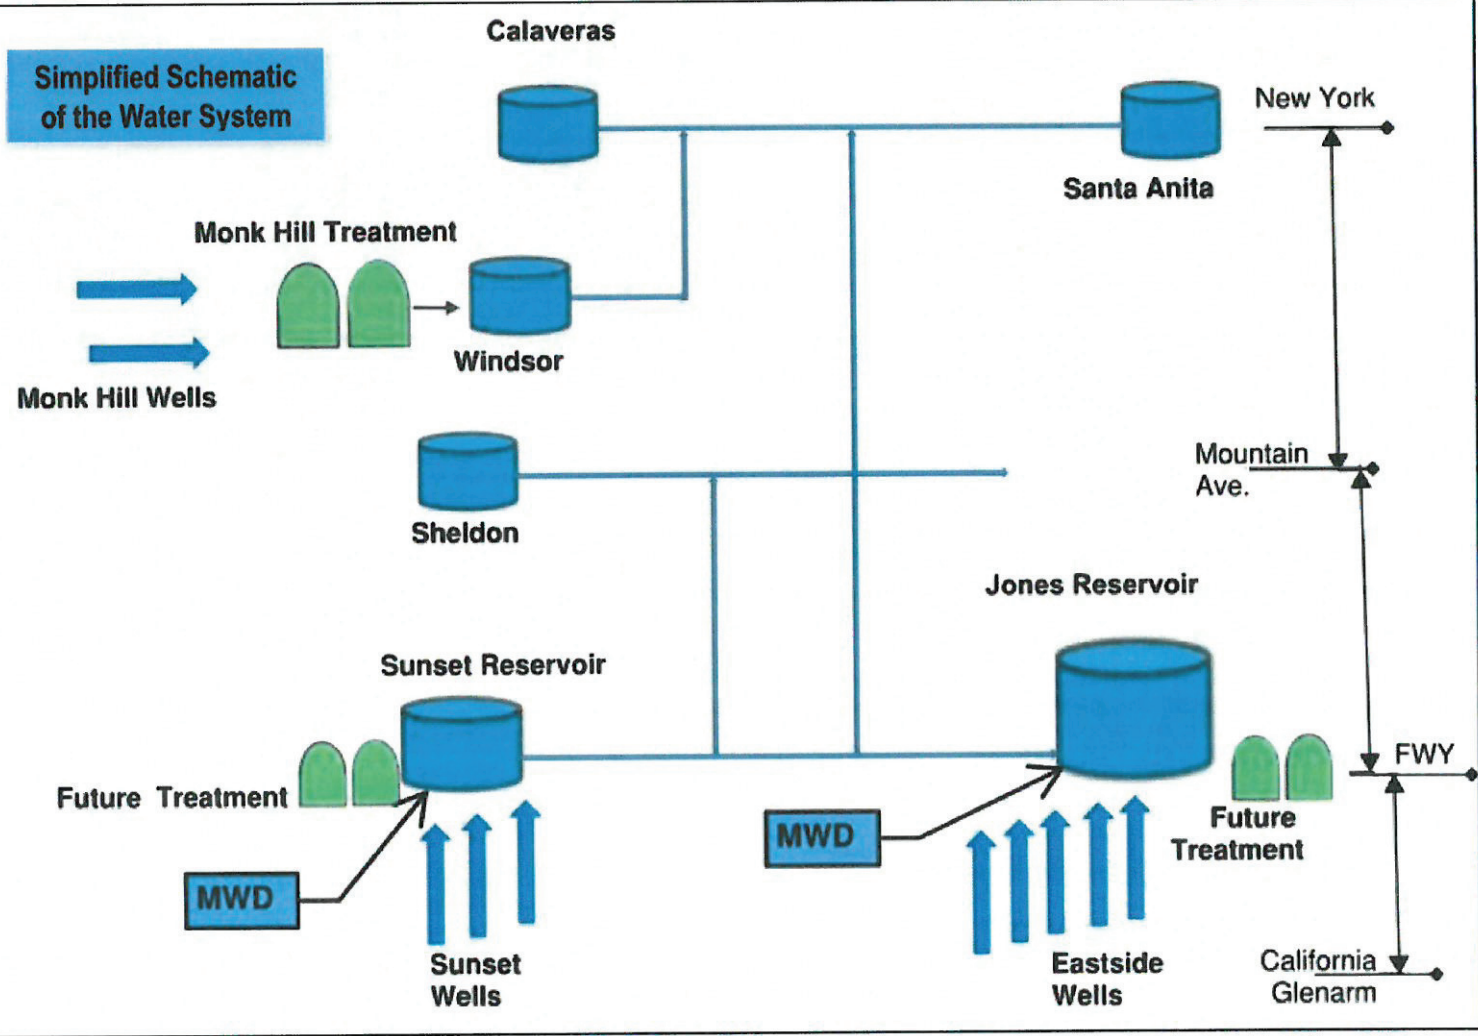 Calaveras
Simplified Schematic
of the Water System
New York
Santa Anita
Monk Hill Treatment
Windsor
Monk Hill Wells
Mountain
Ave.
Sheldon
Jones Reservoir
Sunset Reservoir
FWY
Future Treatment
MWD
Future
Treatment
MWD
Sunset
Wells
Eastside
Wells
California
Glenarm